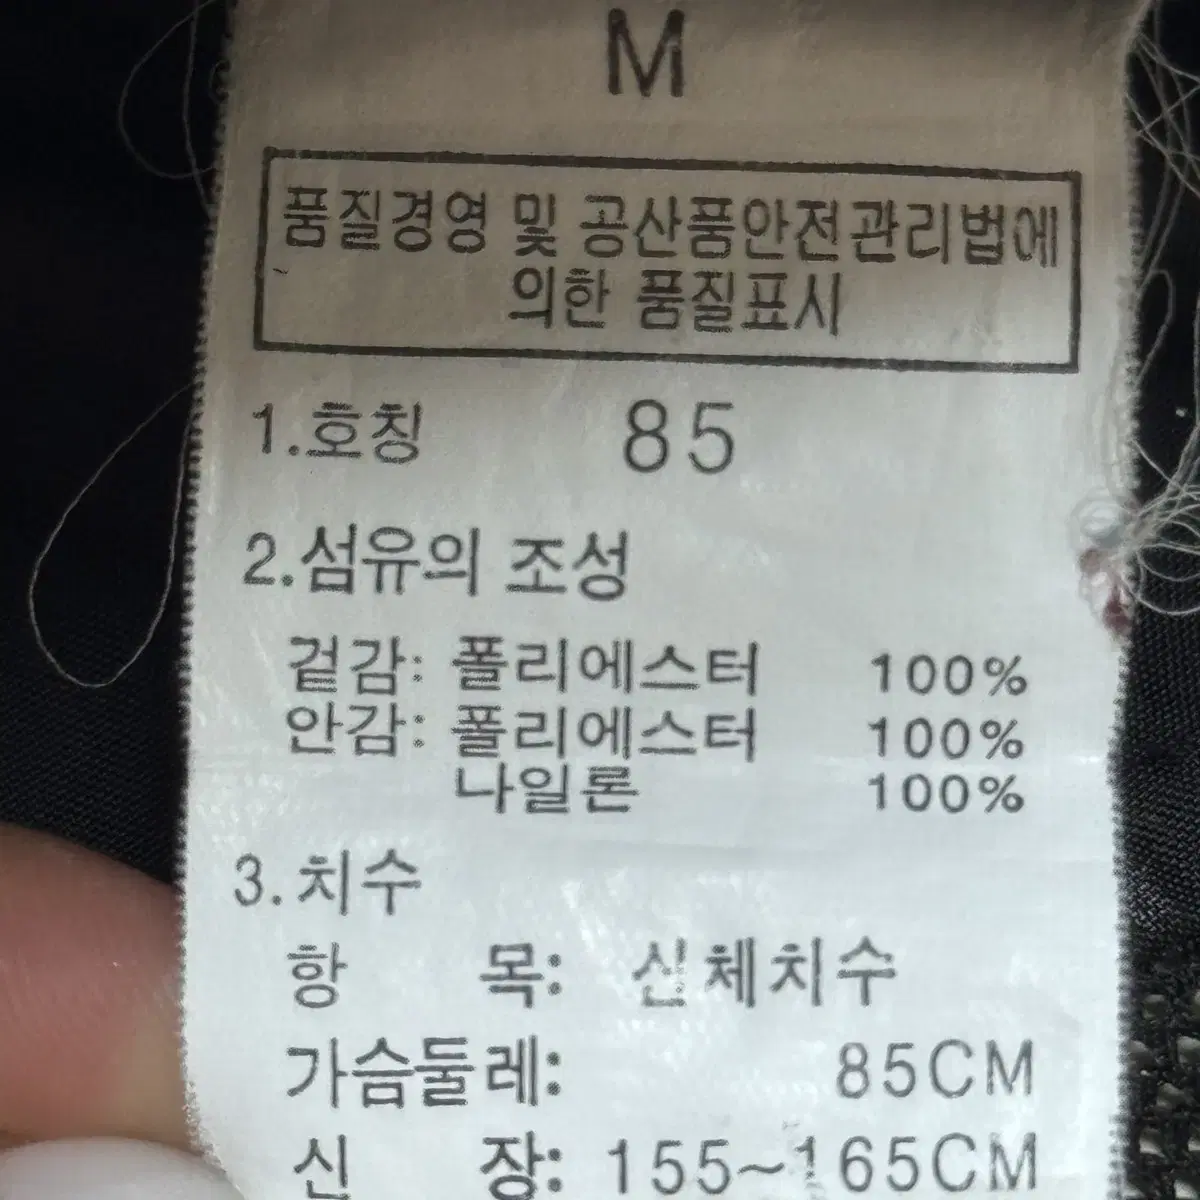 M
품질경영 및 공산품안전관리법에
의한 품질표시
1.호칭 85
2.섬유의 조성
겉감: 폴리에스터 100%
안감: 폴리에스터 100%
나일론 100%
3.치수
항 목: 신체치수
가슴둘레: 85CM
신 장: 155~165CM